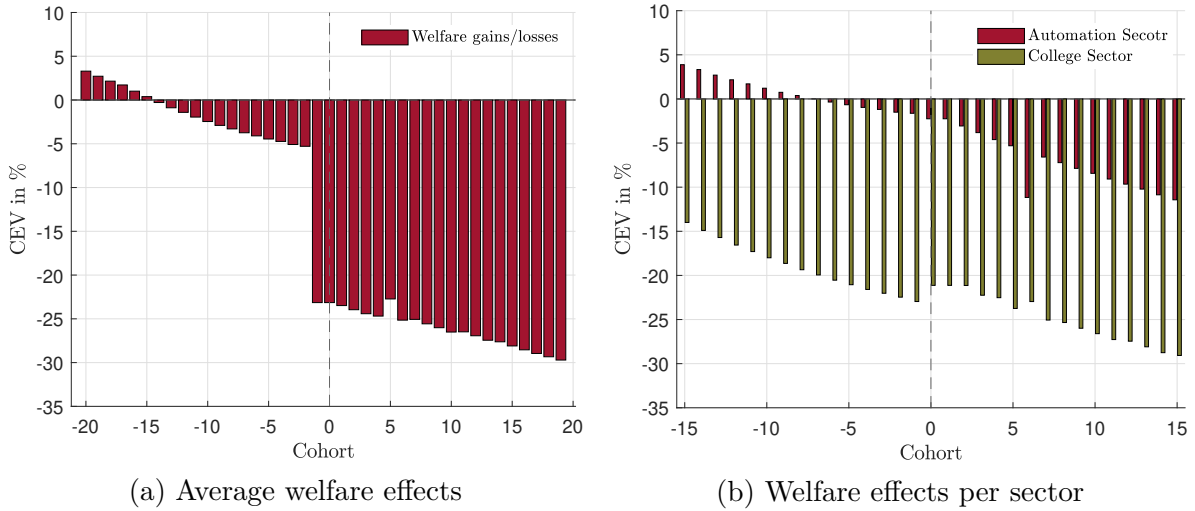 10
5
0
-5
-10
-15
-20
-25
-30
-35
CEV in %
Welfare gains/losses
-20 -15 -10 -5 0 5 10 15 20
Cohort
(a) Average welfare effects
10
5
0
-5
-10
-15
-20
-25
-30
-35
CEV in %
Automation Secotr
College Sector
-15 -10 -5 0 5 10 15
Cohort
(b) Welfare effects per sector